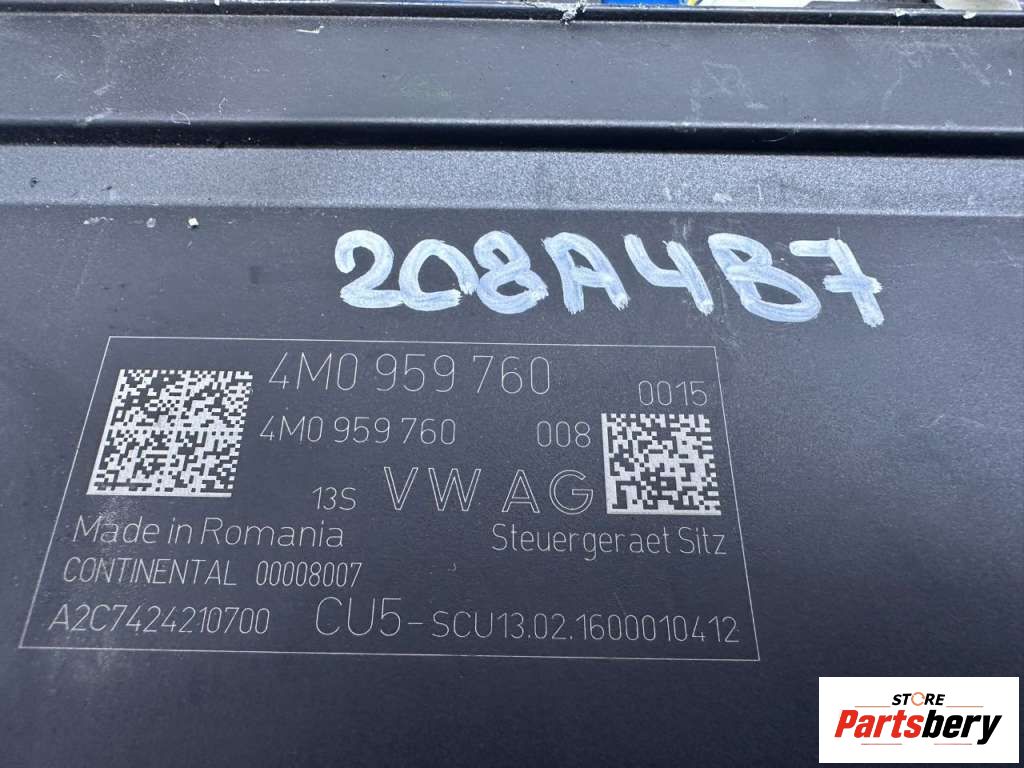 208A4B7
4M0 959 760
0015
4M0 959 760 008
13S VW AG
Made in Romania Steuergeraet Sitz
CONTINENTAL 00008007
A2C7424210700 CU5-SCU13.02.1600010412
STORE
Partsbery